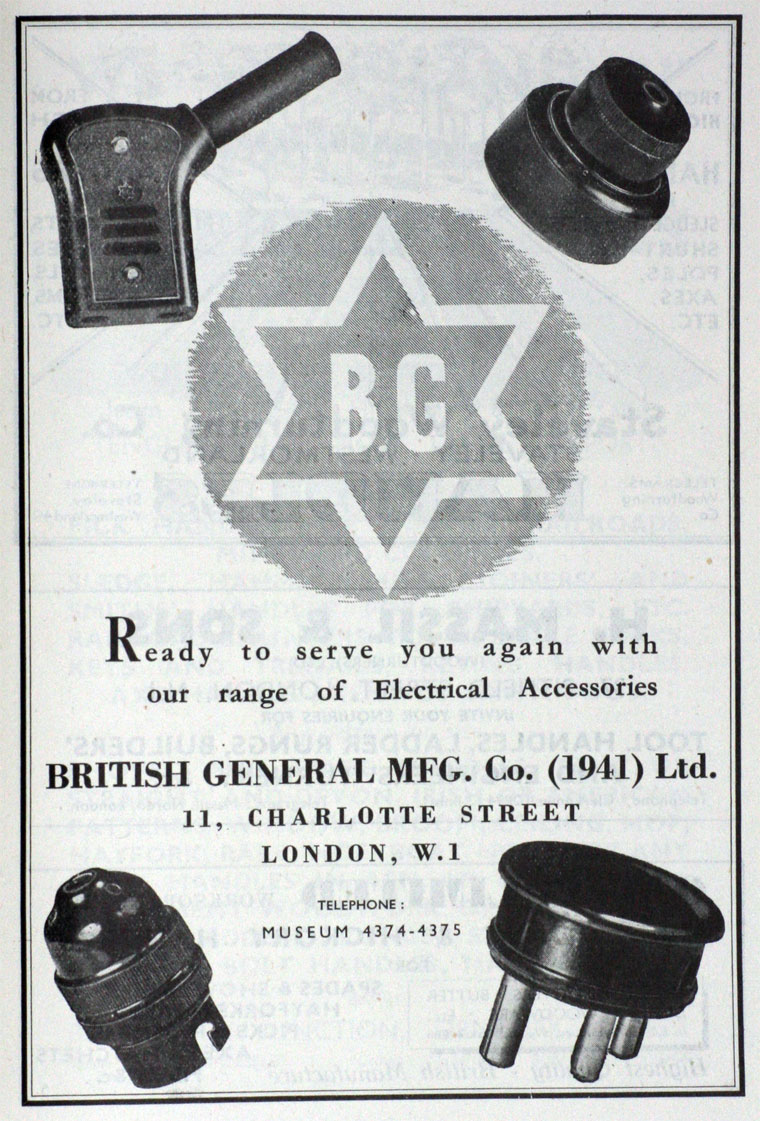 BG
Ready to serve you again with
our range of Electrical Accessories
BRITISH GENERAL MFG. Co. (1941) Ltd.
11, CHARLOTTE STREET
LONDON, W.1
TELEPHONE:
MUSEUM 4374-4375